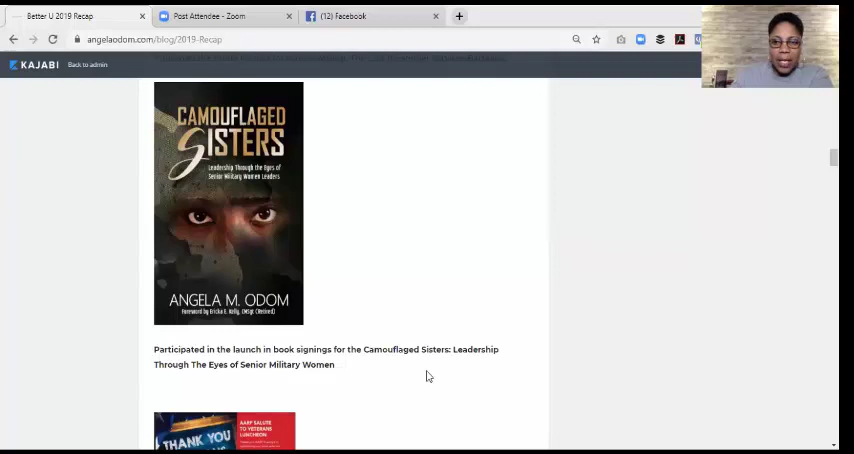 Better U 2019 Recap
Post Attendee - Zoom
(12) Facebook
angelaodom.com/blog/2019-Recap
KAJABI
Back to admin
CAMOUFLAGED
SISTERS
Leadership Through the Eyes of
Senior Military Women Leaders
ANGELA M. ODOM
Foreword by Ericka E. Kelly, CMSgt (Retired)
Participated in the launch in book signings for the Camouflaged Sisters: Leadership
Through The Eyes of Senior Military Women
THANK YOU
AARP SALUTE
TO VETERANS
LUNCHEON